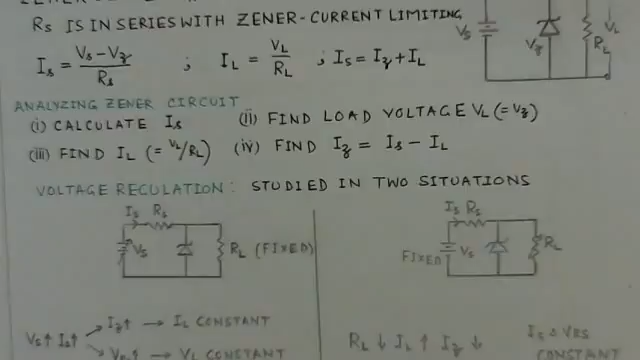 Rs IS IN SERIES WITH ZENER-CURRENT LIMITING
Is = Vs - Vz / Rs ; IL = VL / RL ; Is = Iz + IL
Vs Vz RL VL
ANALYZING ZENER CIRCUIT
(i) CALCULATE Is (ii) FIND LOAD VOLTAGE VL (= Vz)
(iii) FIND IL (= VL/RL) (iv) FIND Iz = Is - IL
VOLTAGE REGULATION: STUDIED IN TWO SITUATIONS
Is Rs Is Rs
Vs RL (FIXED) FIXED Vs RL
Vs↑ Is↑ Iz↑ → IL CONSTANT
VRs↑ → VL CONSTANT
RL ↓ IL ↑ Iz ↓ Is & VRS
CONSTANT